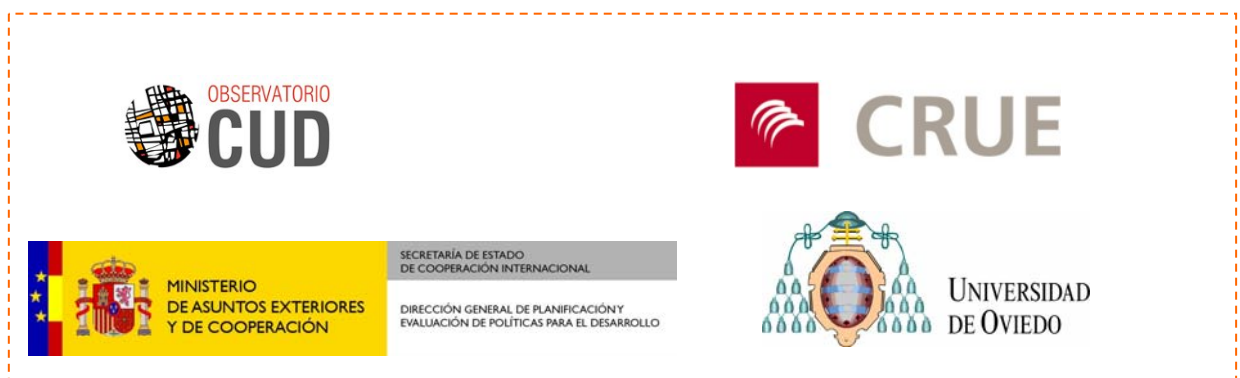 OBSERVATORIO
CUD
CRUE
MINISTERIO
DE ASUNTOS EXTERIORES
Y DE COOPERACIÓN
SECRETARÍA DE ESTADO
DE COOPERACIÓN INTERNACIONAL
DIRECCIÓN GENERAL DE PLANIFICACIÓN Y
EVALUACIÓN DE POLÍTICAS PARA EL DESARROLLO
UNIVERSIDAD
DE OVIEDO